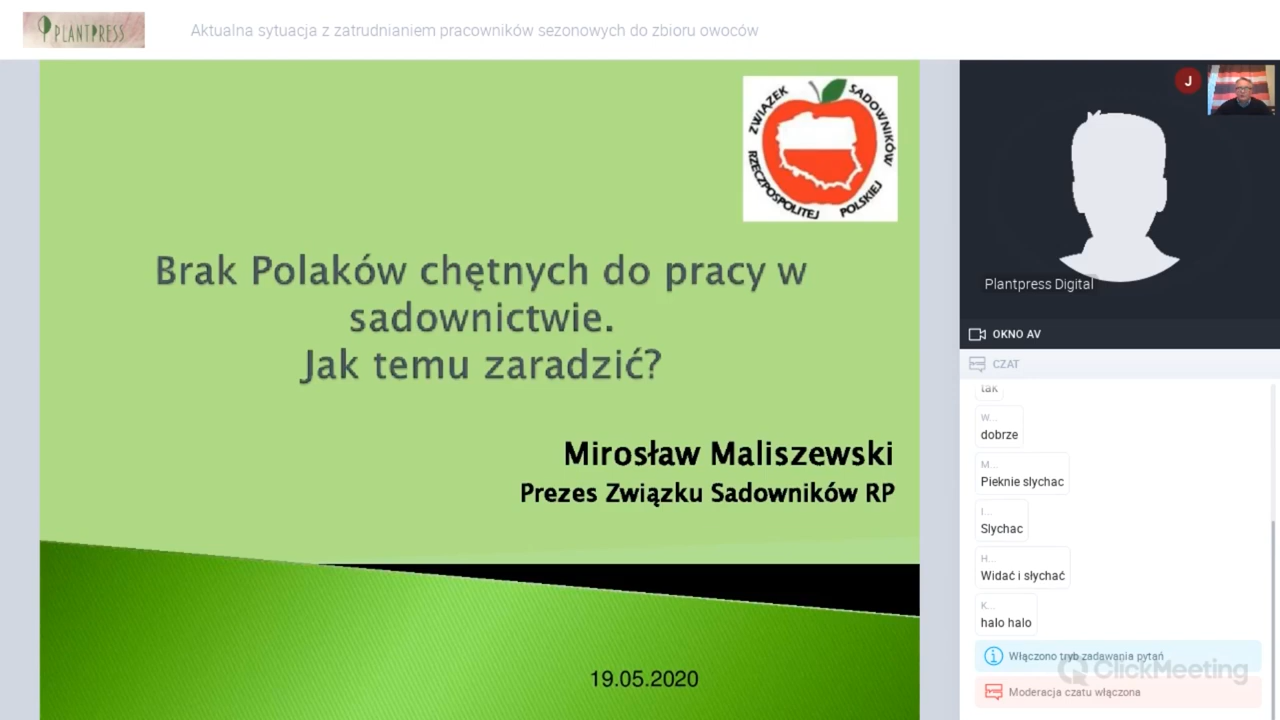 PLANTPRESS
Aktualna sytuacja z zatrudnianiem pracowników sezonowych do zbioru owoców
ZWIĄZEK SADOWNIKÓW
RZECZPOSPOLITEJ POLSKIEJ
Brak Polaków chętnych do pracy w
sadownictwie.
Jak temu zaradzić?
Mirosław Maliszewski
Prezes Związku Sadowników RP
19.05.2020
J
Plantpress Digital
OKNO AV
CZAT
tak
W...
dobrze
M...
Pieknie slychac
I...
Slychac
H...
Widać i słychać
K...
halo halo
Włączono tryb zadawania pytań
ClickMeeting
Moderacja czatu włączona